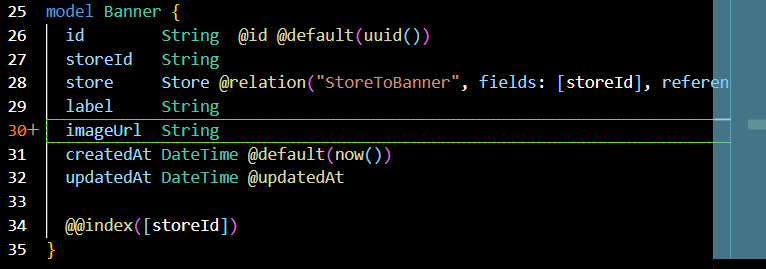 25 model Banner {
26   id        String  @id @default(uuid())
27   storeId   String
28   store     Store @relation("StoreToBanner", fields: [storeId], referen
29   label     String
30+  imageUrl  String
31   createdAt DateTime @default(now())
32   updatedAt DateTime @updatedAt
33
34   @@index([storeId])
35 }